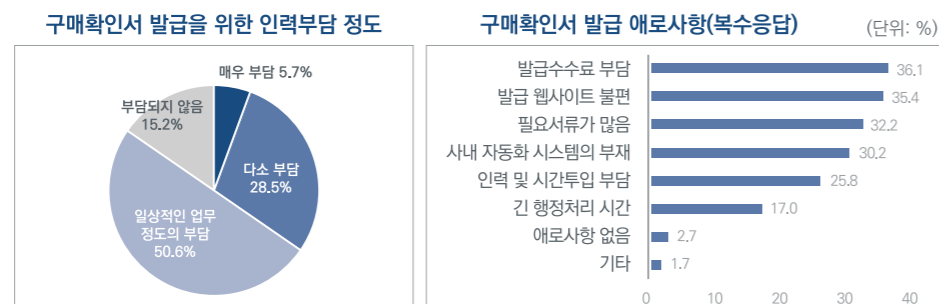 구매확인서 발급을 위한 인력부담 정도
매우 부담 5.7%
부담되지 않음
15.2%
다소 부담
28.5%
일상적인 업무
정도의 부담
50.6%
구매확인서 발급 애로사항(복수응답)
(단위: %)
발급수수료 부담 36.1
발급 웹사이트 불편 35.4
필요서류가 많음 32.2
사내 자동화 시스템의 부재 30.2
인력 및 시간투입 부담 25.8
긴 행정처리 시간 17.0
애로사항 없음 2.7
기타 1.7
0 10 20 30 40